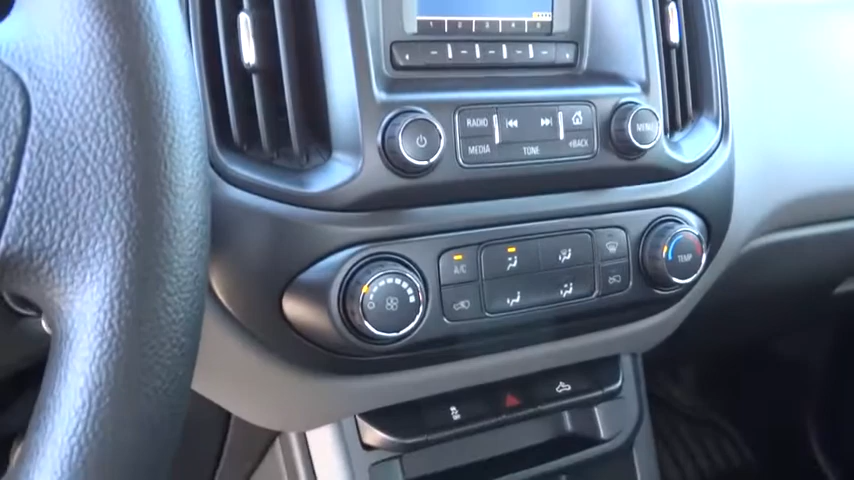 RADIO
MENU
MEDIA
TONE
BACK
A/C
TEMP